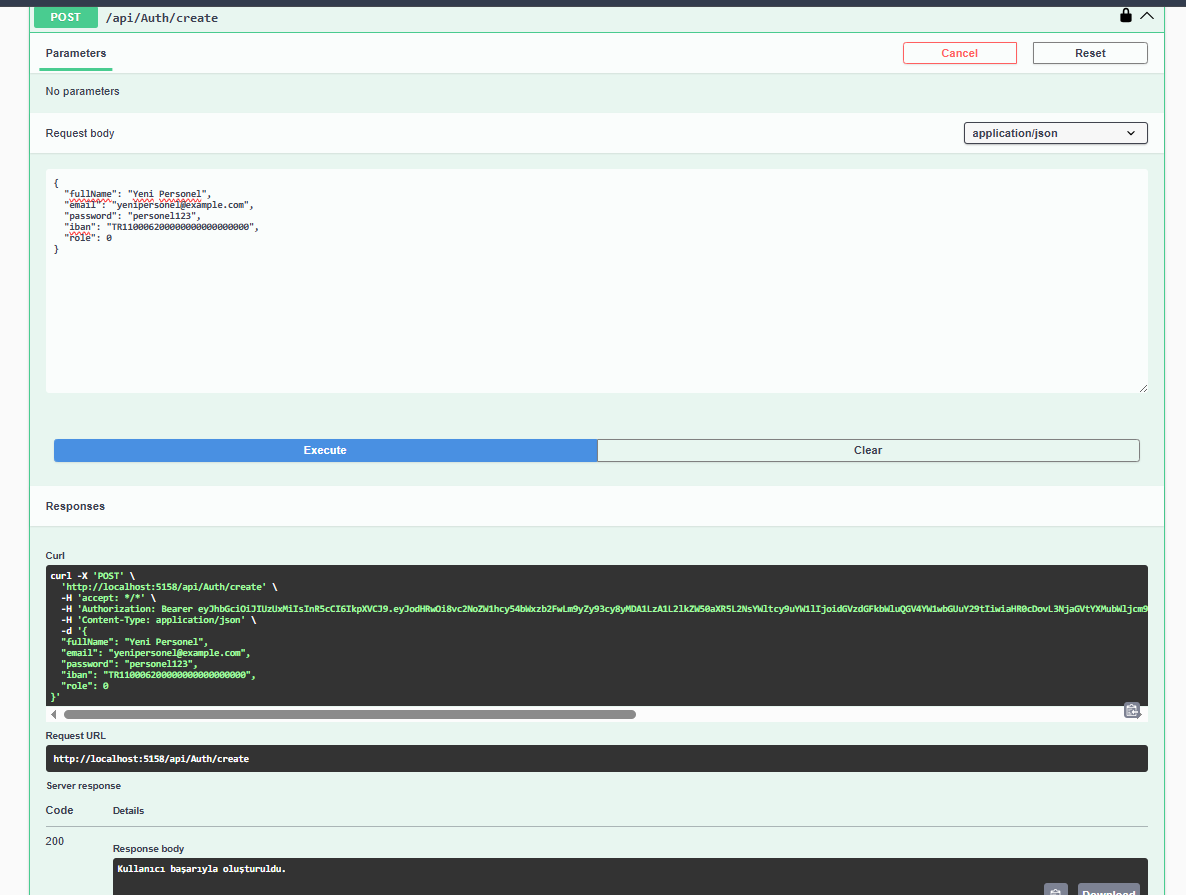 POST /api/Auth/create
Parameters Cancel Reset
No parameters
Request body application/json
{
"fullName": "Yeni Personel",
"email": "yenipersonel@example.com",
"password": "personel123",
"iban": "TR110006200000000000000000",
"role": 0
}
Execute Clear
Responses
Curl
curl -X 'POST' \
'http://localhost:5158/api/Auth/create' \
-H 'accept: */*' \
-H 'Authorization: Bearer
-H 'Content-Type: application/json' \
-d '{
"fullName": "Yeni Personel",
"email": "yenipersonel@example.com",
"password": "personel123",
"iban": "TR110006200000000000000000",
"role": 0
}'
Request URL
http://localhost:5158/api/Auth/create
Server response
Code Details
200
Response body
Kullanıcı başarıyla oluşturuldu.
Download